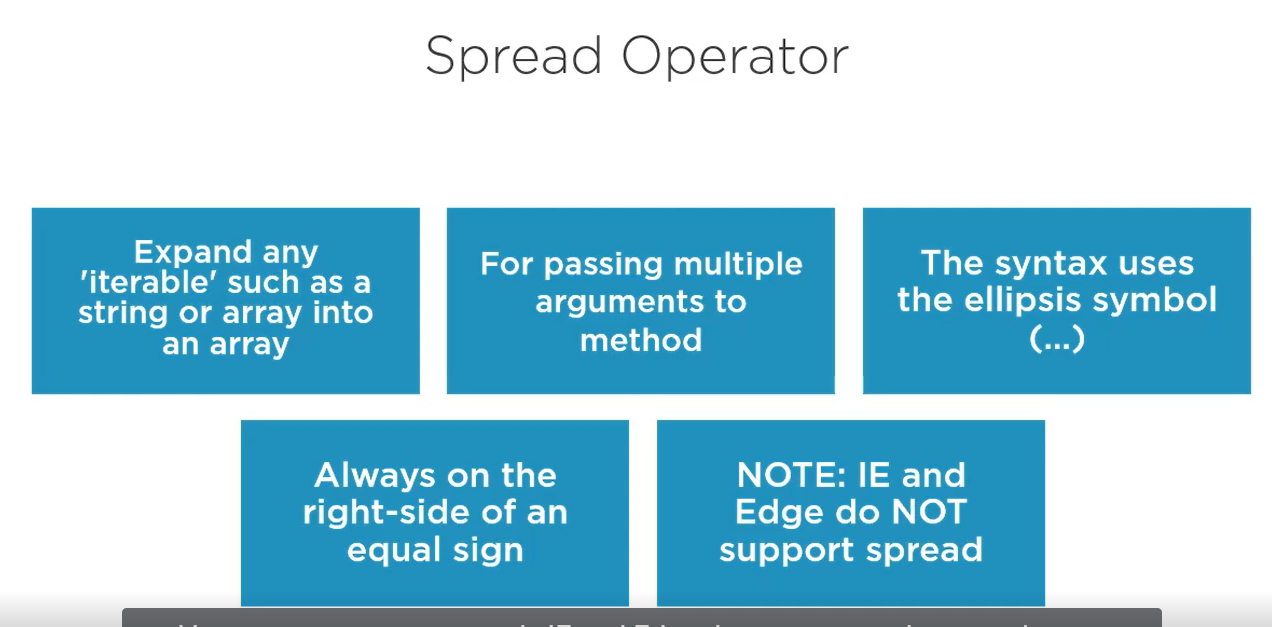 Spread Operator
Expand any
'iterable' such as a
string or array into
an array
For passing multiple
arguments to
method
The syntax uses
the ellipsis symbol
(...)
Always on the
right-side of an
equal sign
NOTE: IE and
Edge do NOT
support spread